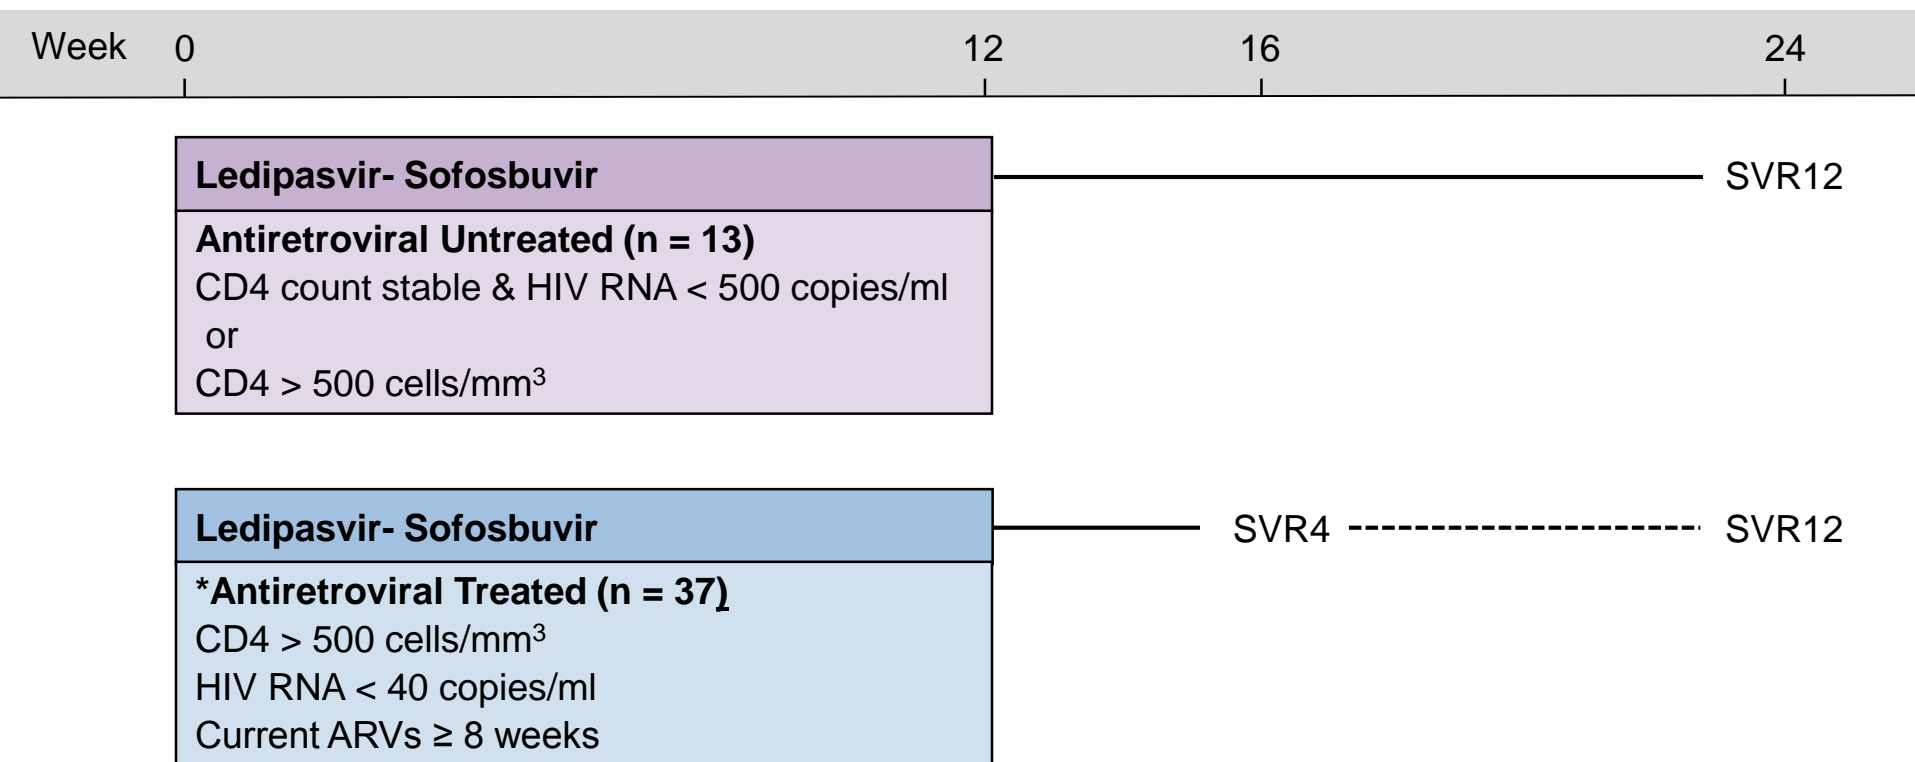 Week 0 12 16 24
Ledipasvir- Sofosbuvir SVR12
Antiretroviral Untreated (n = 13)
CD4 count stable & HIV RNA < 500 copies/ml
or
CD4 > 500 cells/mm³
Ledipasvir- Sofosbuvir SVR4 SVR12
*Antiretroviral Treated (n = 37)
CD4 > 500 cells/mm³
HIV RNA < 40 copies/ml
Current ARVs ≥ 8 weeks